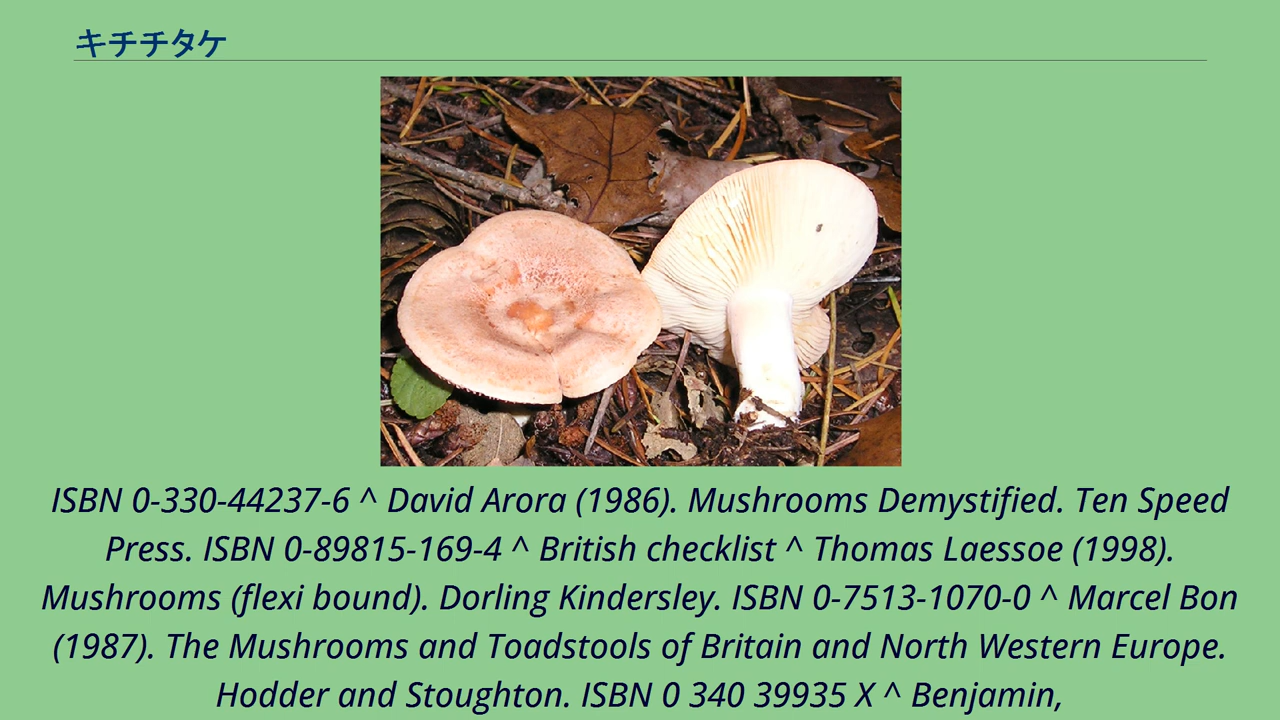 キチチタケ
ISBN 0-330-44237-6 ^ David Arora (1986). Mushrooms Demystified. Ten Speed
Press. ISBN 0-89815-169-4 ^ British checklist ^ Thomas Laessoe (1998).
Mushrooms (flexi bound). Dorling Kindersley. ISBN 0-7513-1070-0 ^ Marcel Bon
(1987). The Mushrooms and Toadstools of Britain and North Western Europe.
Hodder and Stoughton. ISBN 0 340 39935 X ^ Benjamin,